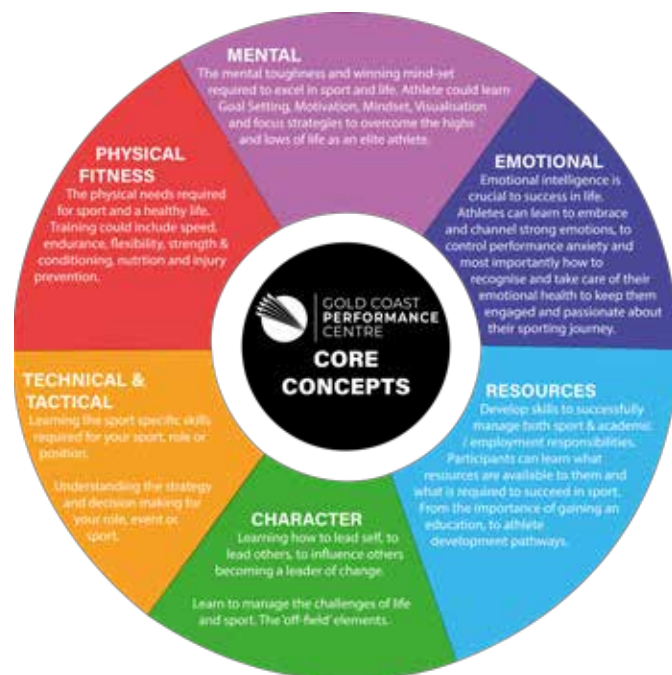 MENTAL
The mental toughness and winning mind-set
required to excel in sport and life. Athlete could learn
Goal Setting, Motivation, Mindset, Visualisation
and focus strategies to overcome the highs
and lows of life as an elite athlete.
EMOTIONAL
Emotional intelligence is
crucial to success in life.
Athletes can learn to embrace
and channel strong emotions, to
control performance anxiety and
most importantly how to
recognise and take care of their
emotional health to keep them
engaged and passionate about
their sporting journey.
RESOURCES
Develop skills to successfully
manage both sport & academic
/ employment responsibilities.
Participants can learn what
resources are available to them and
what is required to succeed in sport.
From the importance of gaining an
education, to athlete
development pathways.
CHARACTER
Learning how to lead self, to
lead others, to influence others
becoming a leader of change.
Learn to manage the challenges of life
and sport. The 'off-field' elements.
TECHNICAL &
TACTICAL
Learning the sport specific skills
required for your sport, role or
position.
Understanding the strategy
and decision making for
your role, event or
sport.
PHYSICAL
FITNESS
The physical needs required
for sport and a healthy life.
Training could include speed,
endurance, flexibility, strength &
conditioning, nutrition and injury
prevention.
GOLD COAST
PERFORMANCE
CENTRE
CORE
CONCEPTS